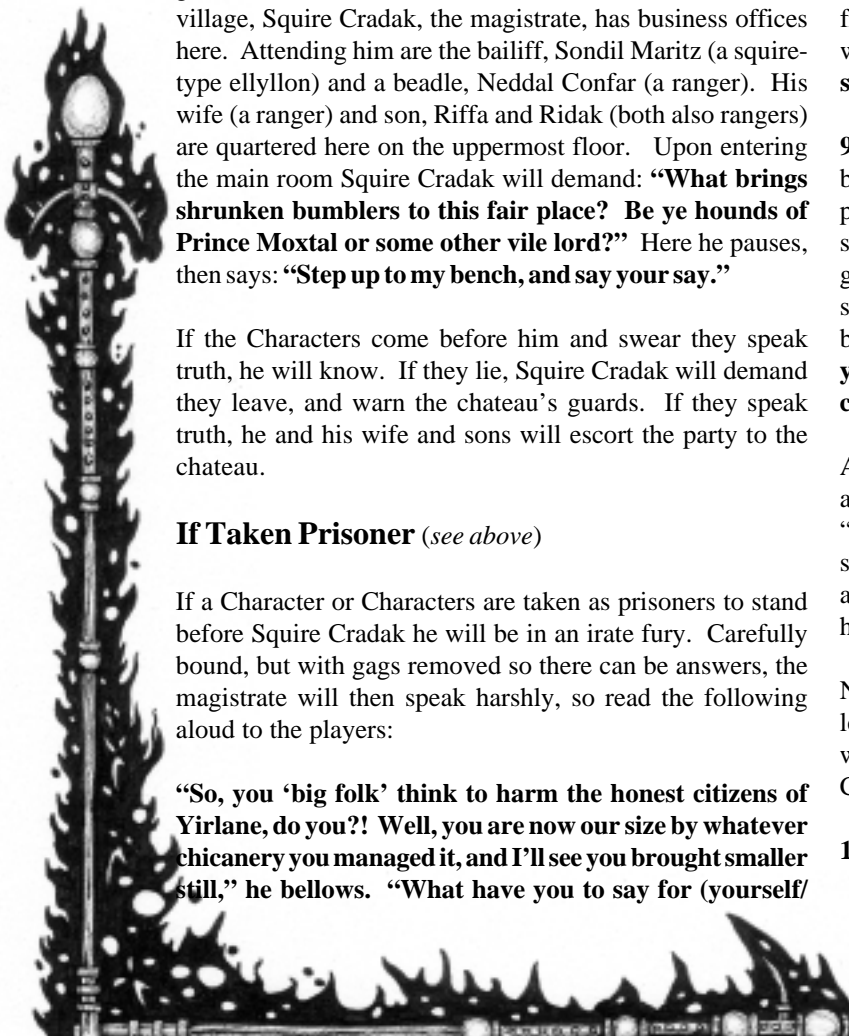 village, Squire Cradak, the magistrate, has business offices
here. Attending him are the bailiff, Sondil Maritz (a squire-
type ellyllon) and a beadle, Neddal Confar (a ranger). His
wife (a ranger) and son, Riffa and Ridak (both also rangers)
are quartered here on the uppermost floor. Upon entering
the main room Squire Cradak will demand: “What brings
shrunken bumblers to this fair place? Be ye hounds of
Prince Moxtal or some other vile lord?” Here he pauses,
then says: “Step up to my bench, and say your say.”
If the Characters come before him and swear they speak
truth, he will know. If they lie, Squire Cradak will demand
they leave, and warn the chateau’s guards. If they speak
truth, he and his wife and sons will escort the party to the
chateau.
If Taken Prisoner (see above)
If a Character or Characters are taken as prisoners to stand
before Squire Cradak he will be in an irate fury. Carefully
bound, but with gags removed so there can be answers, the
magistrate will then speak harshly, so read the following
aloud to the players:
“So, you ‘big folk’ think to harm the honest citizens of
Yirlane, do you?! Well, you are now our size by whatever
chicanery you managed it, and I’ll see you brought smaller
still,” he bellows. “What have you to say for (yourself/